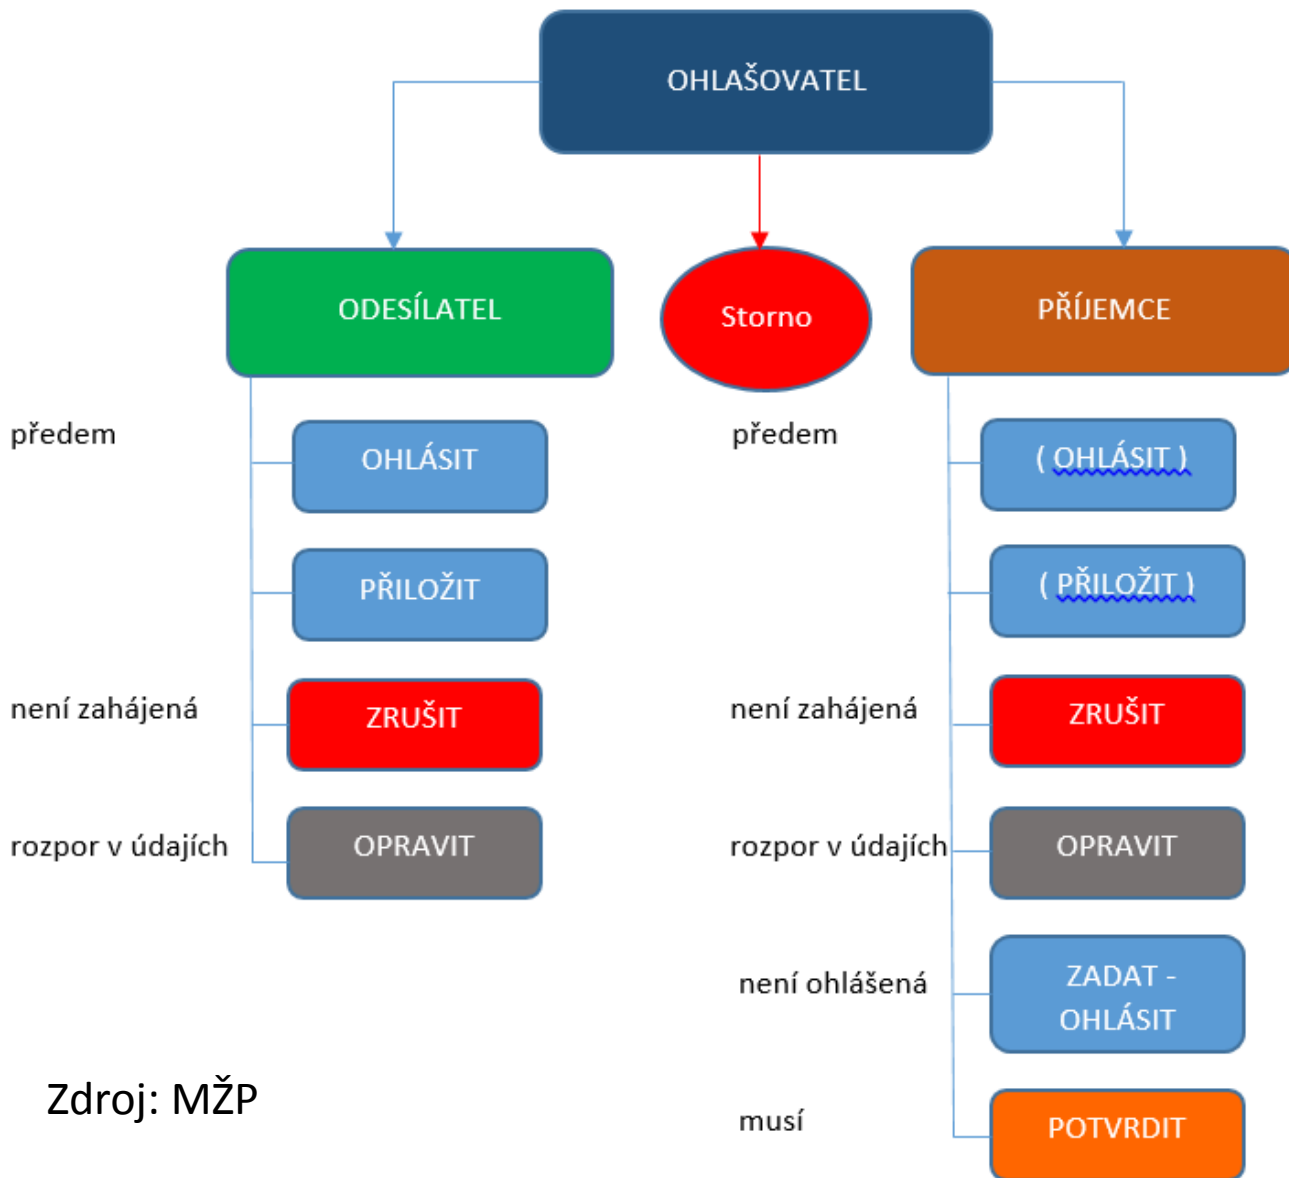 OHLAŠOVATEL
ODESÍLATEL
Storno
PŘÍJEMCE
předem
OHLÁSIT
předem
( OHLÁSIT )
PŘILOŽIT
( PŘILOŽIT )
není zahájená
ZRUŠIT
není zahájená
ZRUŠIT
rozpor v údajích
OPRAVIT
rozpor v údajích
OPRAVIT
není ohlášená
ZADAT -
OHLÁSIT
Zdroj: MŽP
musí
POTVRDIT